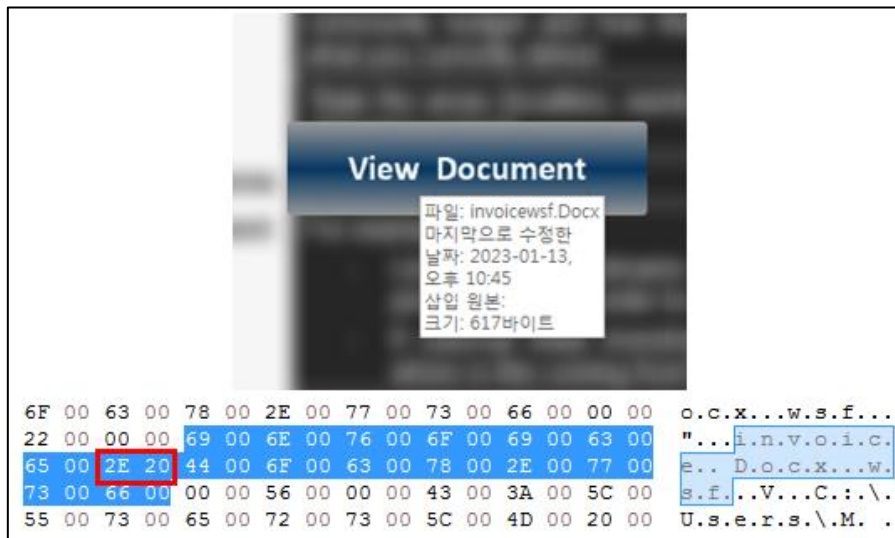 View Document
파일: invoicewsf.Docx
마지막으로 수정한
날짜: 2023-01-13,
오후 10:45
삽입 원본:
크기: 617바이트
6F 00 63 00 78 00 2E 00 77 00 73 00 66 00 00 00 o.c.x...w.s.f...
22 00 00 00 69 00 6E 00 76 00 6F 00 69 00 63 00 "...i.n.v.o.i.c.
65 00 2E 20 44 00 6F 00 63 00 78 00 2E 00 77 00 e.. D.o.c.x...w.
73 00 66 00 00 00 56 00 00 00 43 00 3A 00 5C 00 s.f...V...C.:.\.
55 00 73 00 65 00 72 00 73 00 5C 00 4D 00 20 00 U.s.e.r.s.\.M. .